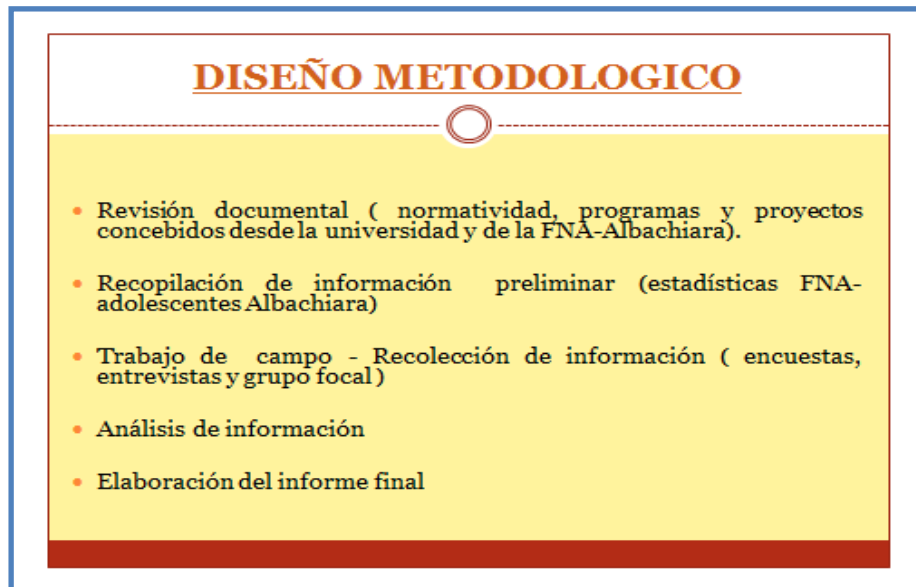 DISEÑO METODOLOGICO
• Revisión documental ( normatividad, programas y proyectos
concebidos desde la universidad y de la FNA-Albachiara).
• Recopilación de información preliminar (estadísticas FNA-
adolescentes Albachiara)
• Trabajo de campo - Recolección de información ( encuestas,
entrevistas y grupo focal )
• Análisis de información
• Elaboración del informe final